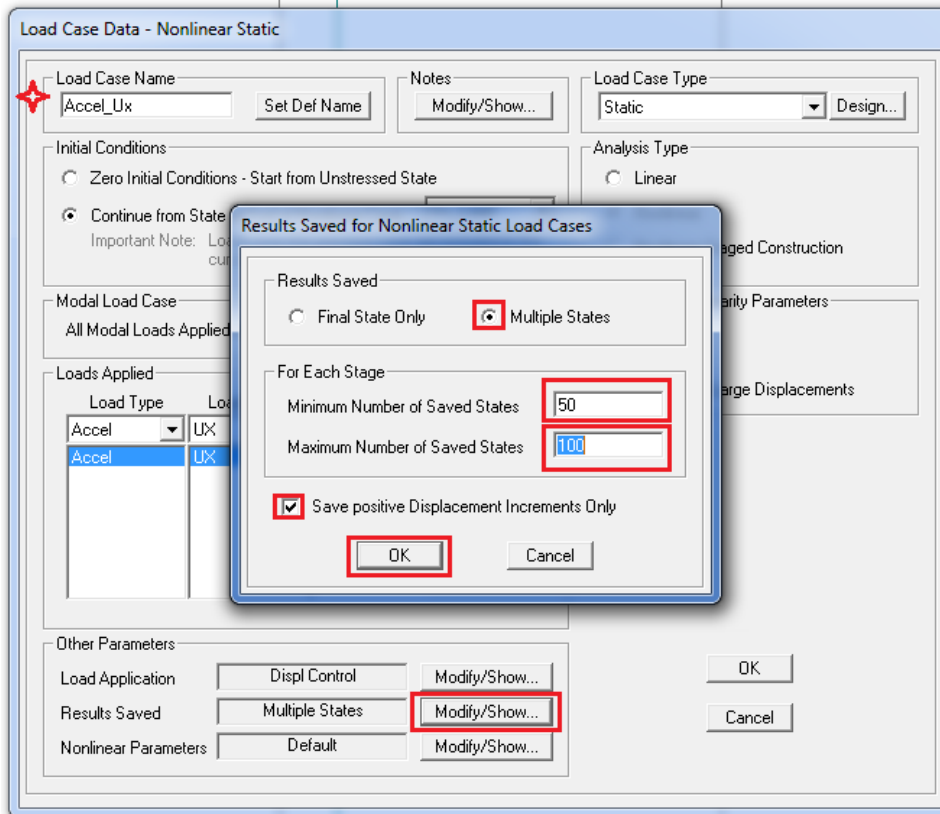 Load Case Data - Nonlinear Static
Load Case Name
Accel_Ux
Set Def Name
Notes
Modify/Show...
Load Case Type
Static
Design...
Initial Conditions
Zero Initial Conditions - Start from Unstressed State
Continue from State
Important Note:
Analysis Type
Linear
Modal Load Case
All Modal Loads Applied
Loads Applied
Load Type
Accel
UX
Accel
UX
Construction
Parameters
Displacements
Results Saved for Nonlinear Static Load Cases
Results Saved
Final State Only
Multiple States
For Each Stage
Minimum Number of Saved States
50
Maximum Number of Saved States
100
Save positive Displacement Increments Only
OK
Cancel
Other Parameters
Load Application
Displ Control
Modify/Show...
Results Saved
Multiple States
Modify/Show...
Nonlinear Parameters
Default
Modify/Show...
OK
Cancel